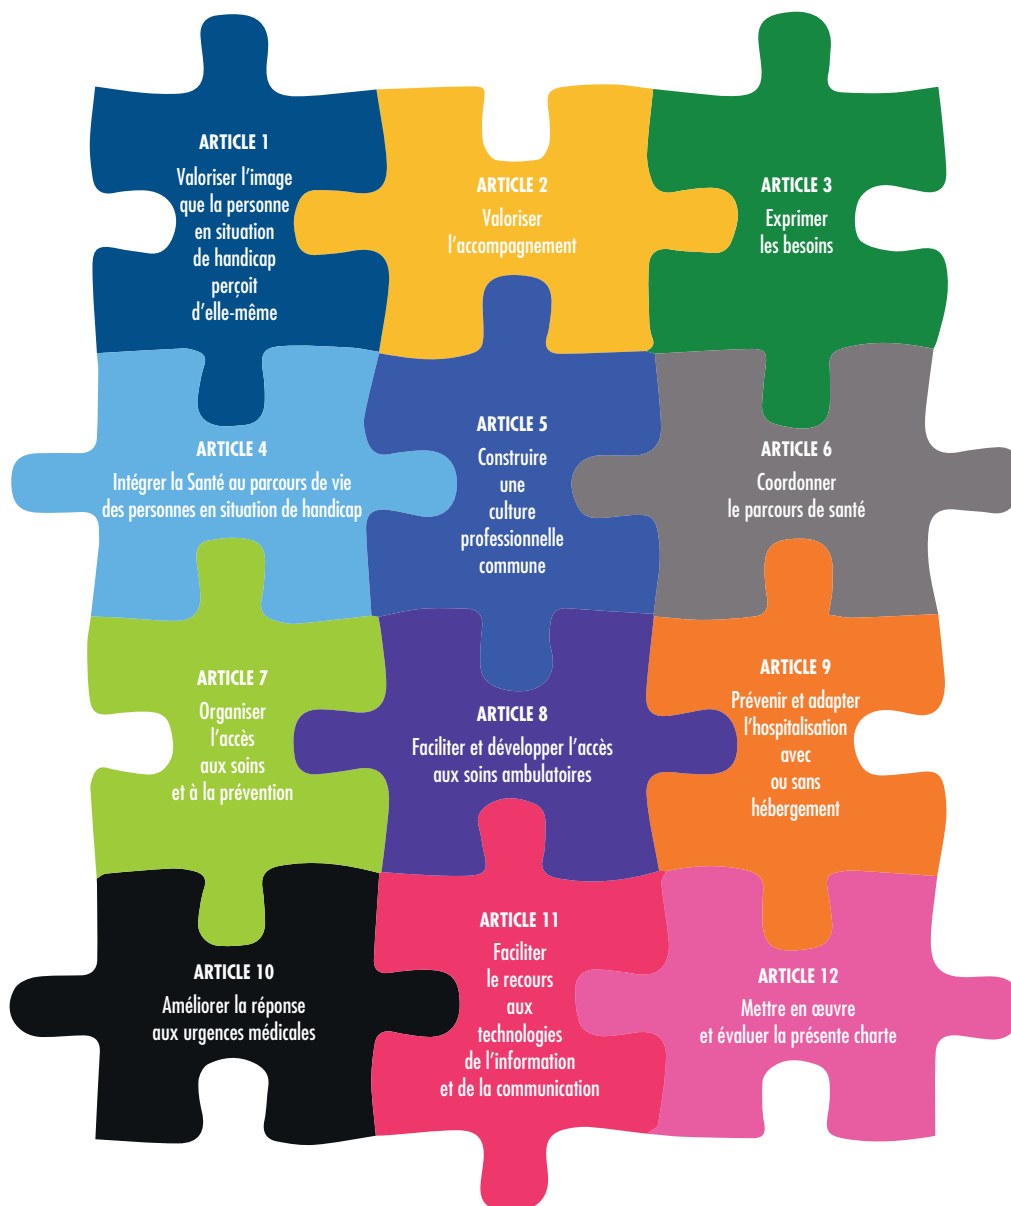 ARTICLE 1
Valoriser l’image
que la personne
en situation
de handicap
perçoit
d’elle-même
ARTICLE 2
Valoriser
l’accompagnement
ARTICLE 3
Exprimer
les besoins
ARTICLE 4
Intégrer la Santé au parcours de vie
des personnes en situation de handicap
ARTICLE 5
Construire
une
culture
professionnelle
commune
ARTICLE 6
Coordonner
le parcours de santé
ARTICLE 7
Organiser
l’accès
aux soins
et à la prévention
ARTICLE 8
Faciliter et développer l’accès
aux soins ambulatoires
ARTICLE 9
Prévenir et adapter
l’hospitalisation
avec
ou sans
hébergement
ARTICLE 10
Améliorer la réponse
aux urgences médicales
ARTICLE 11
Faciliter
le recours
aux
technologies
de l’information
et de la communication
ARTICLE 12
Mettre en œuvre
et évaluer la présente charte